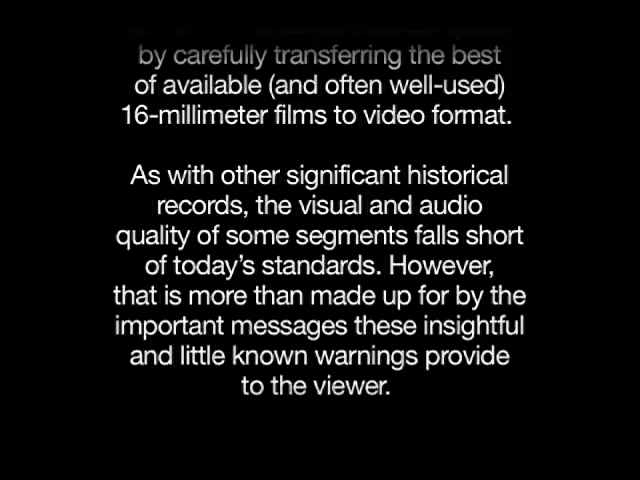 by carefully transferring the best
of available (and often well-used)
16-millimeter films to video format.
As with other significant historical
records, the visual and audio
quality of some segments falls short
of today's standards. However,
that is more than made up for by the
important messages these insightful
and little known warnings provide
to the viewer.